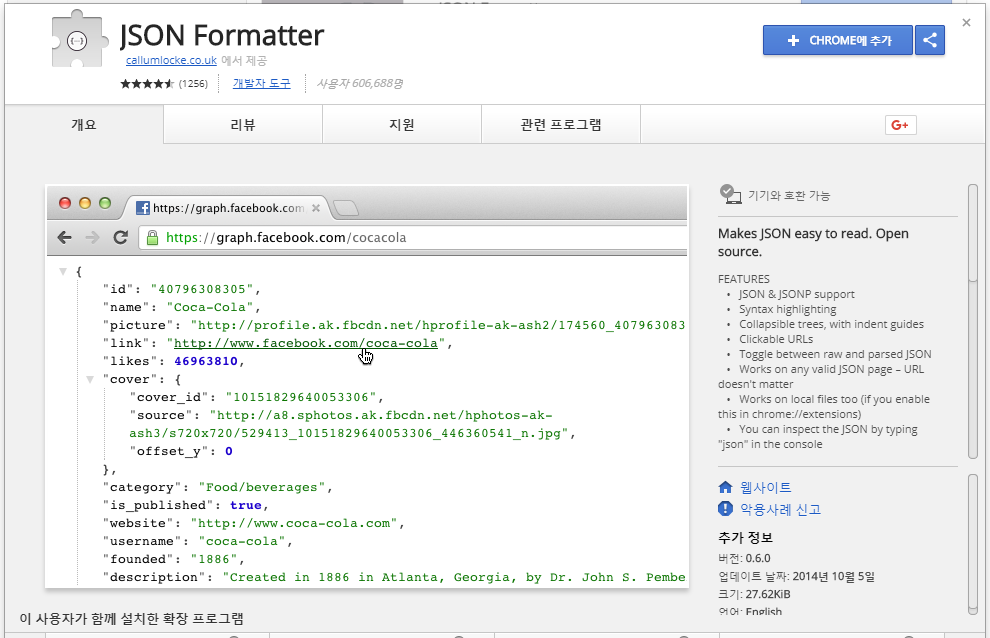 JSON Formatter
callumlocke.co.uk 에서 제공
(1256) 개발자 도구 사용자 606,688명
CHROME에 추가
개요 리뷰 지원 관련 프로그램 G+
https://graph.facebook.com
https://graph.facebook.com/cocacola
{
"id": "40796308305",
"name": "Coca-Cola",
"picture": "http://profile.ak.fbcdn.net/hprofile-ak-ash2/174560_407963083
"link": "http://www.facebook.com/coca-cola",
"likes": 46963810,
"cover": {
"cover_id": "10151829640053306",
"source": "http://a8.sphotos.ak.fbcdn.net/hphotos-ak-
ash3/s720x720/529413_10151829640053306_446360541_n.jpg",
"offset_y": 0
},
"category": "Food/beverages",
"is_published": true,
"website": "http://www.coca-cola.com",
"username": "coca-cola",
"founded": "1886",
"description": "Created in 1886 in Atlanta, Georgia, by Dr. John S. Pembe
기기와 호환 가능
Makes JSON easy to read. Open
source.
FEATURES
• JSON & JSONP support
• Syntax highlighting
• Collapsible trees, with indent guides
• Clickable URLs
• Toggle between raw and parsed JSON
• Works on any valid JSON page – URL
doesn't matter
• Works on local files too (if you enable
this in chrome://extensions)
• You can inspect the JSON by typing
"json" in the console
웹사이트
악용사례 신고
추가 정보
버전: 0.6.0
업데이트 날짜: 2014년 10월 5일
크기: 27.62KiB
언어: English
이 사용자가 함께 설치한 확장 프로그램